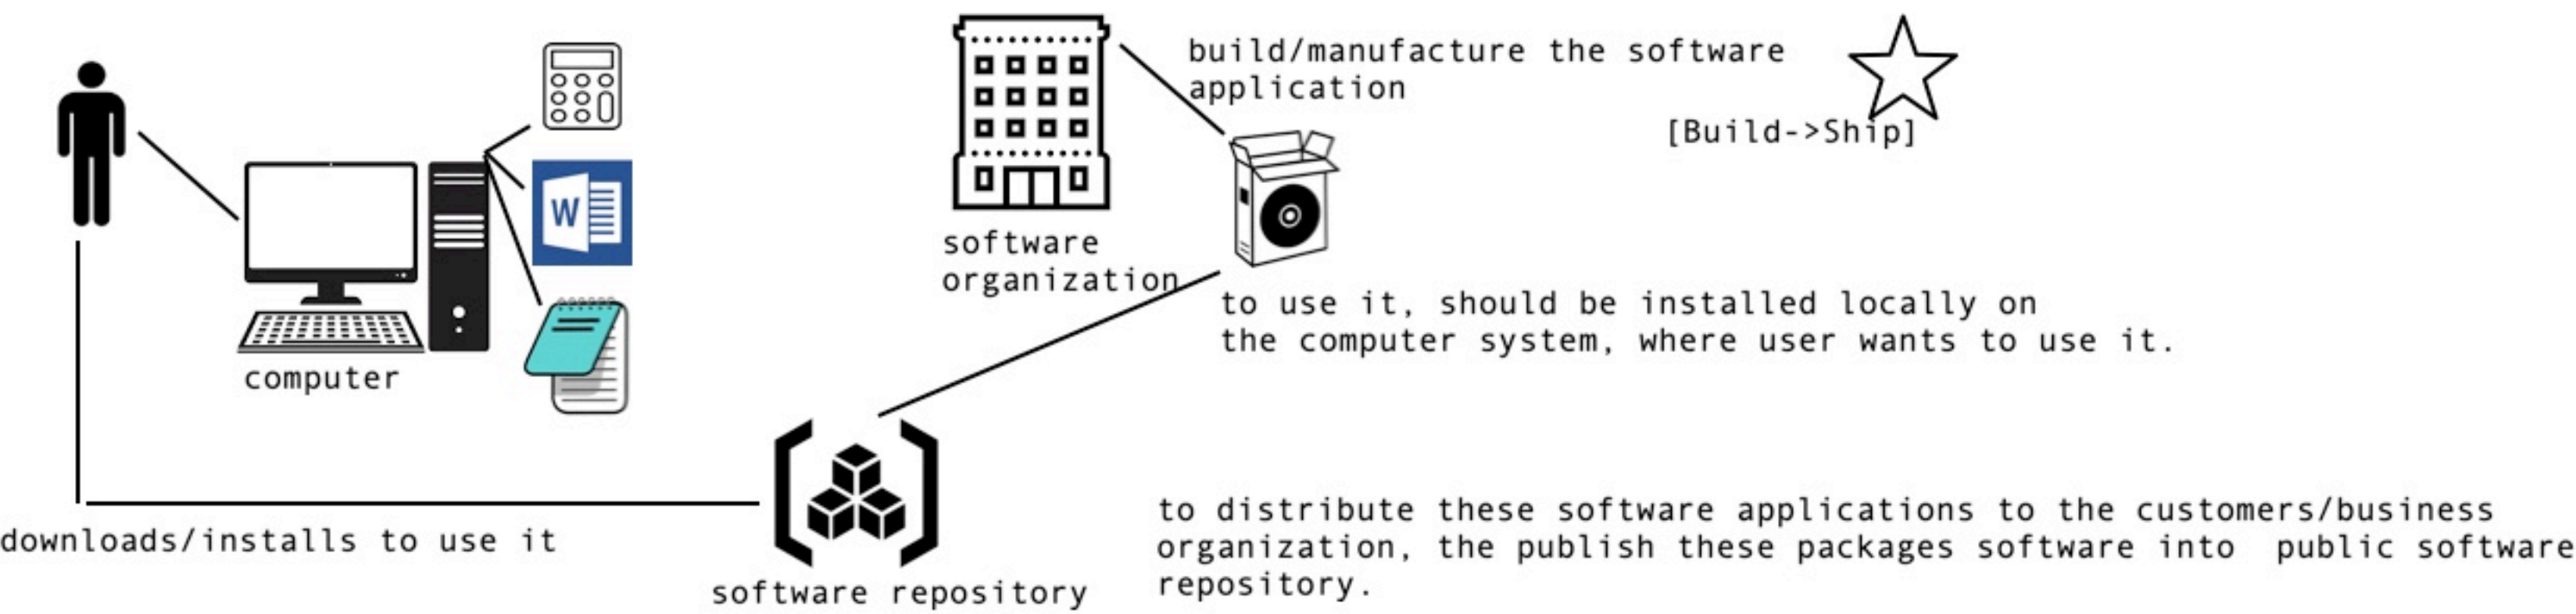 build/manufacture the software
application
[Build->Ship]
W
software
organization
to use it, should be installed locally on
the computer system, where user wants to use it.
computer
to distribute these software applications to the customers/business
organization, the publish these packages software into  public software
repository.
downloads/installs to use it
software repository